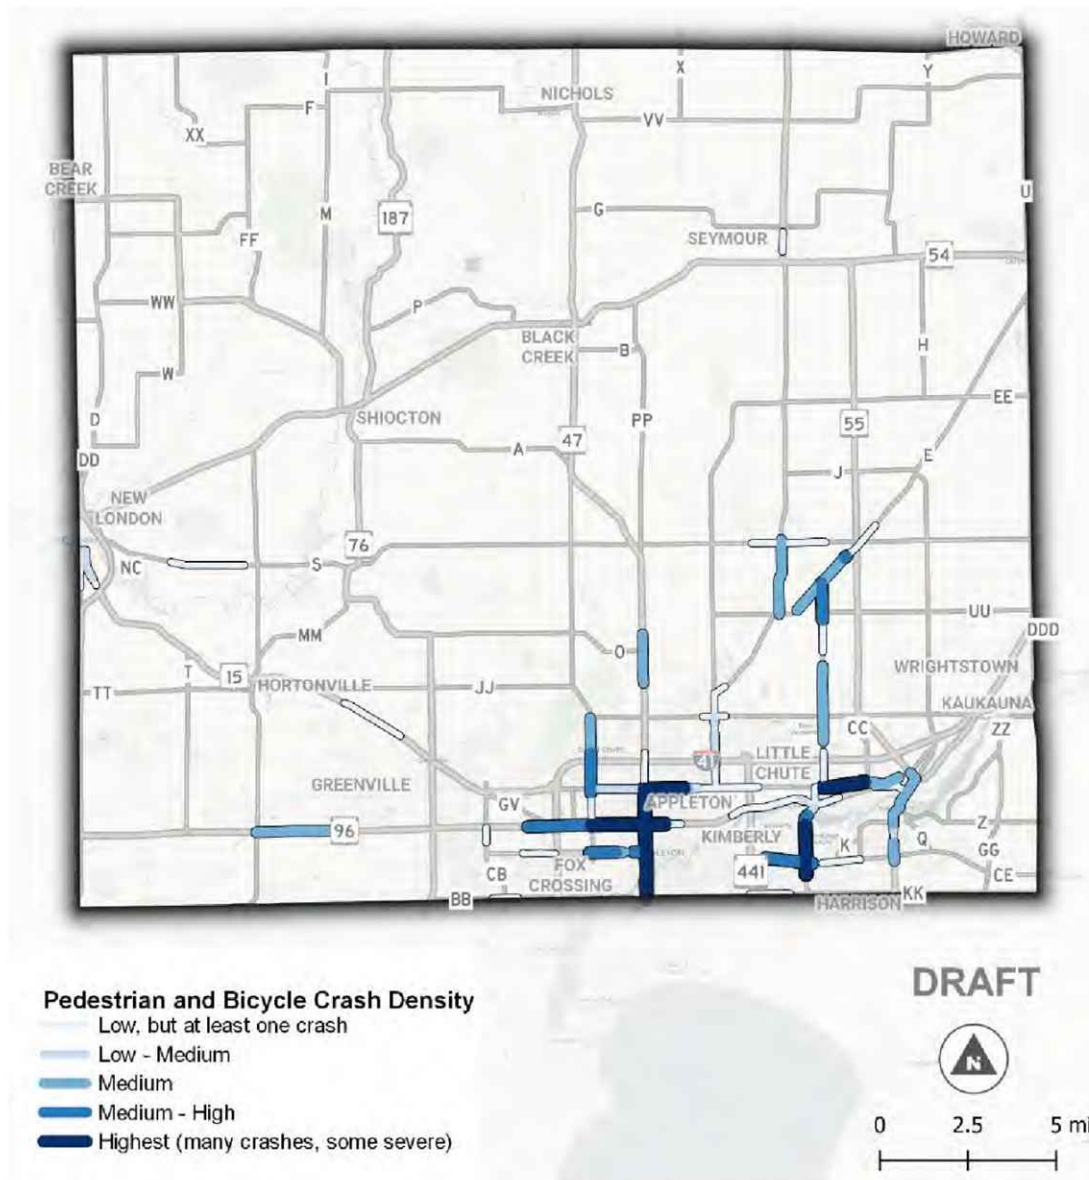 HOWARD
X
Y
I
NICHOLS
F
VV
XX
BEAR
CREEK
U
M
187
G
FF
SEYMOUR
54
WW
P
BLACK
CREEK
B
H
W
D
SHIOCTON
PP
EE
47
55
A
E
DD
J
NEW
LONDON
76
NC
S
UU
MM
DDD
O
WRIGHTSTOWN
T
15
TT
HORTONVILLE
JJ
KAUKAUNA
CC
ZZ
41
LITTLE
CHUTE
GREENVILLE
GV
APPLETON
96
KIMBERLY
Z
K
Q
GG
CB
FOX
CROSSING
441
CE
BB
HARRISON
KK
DRAFT
Pedestrian and Bicycle Crash Density
Low, but at least one crash
Low - Medium
Medium
Medium - High
Highest (many crashes, some severe)
N
0 2.5 5 mi